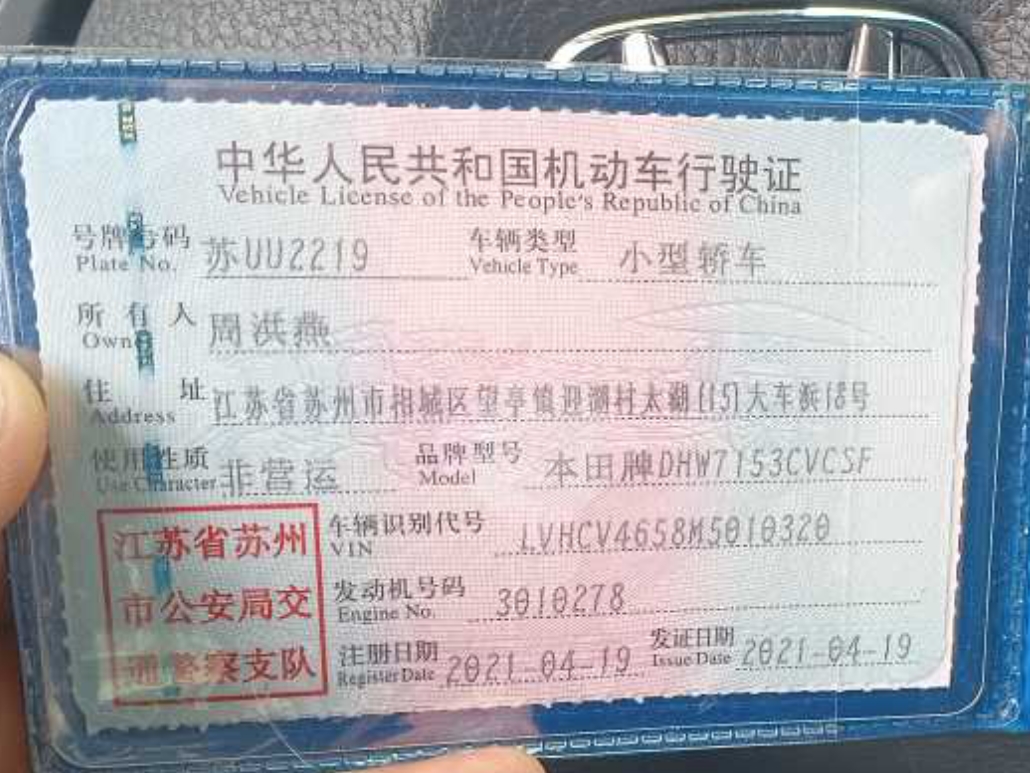 中华人民共和国机动车行驶证
Vehicle License of the People's Republic of China
号牌号码 苏UU2219 车辆类型 小型轿车
Plate No. Vehicle Type
所有人 周洪燕
Owner
住址 江苏省苏州市相城区望亭镇迎湖村太湖(15)大车浜18号
Address
使用性质 非营运 品牌型号 本田牌DHW7153CVCSF
Use Character Model
江苏省苏州 车辆识别代号 LVHCV4658M5010320
VIN
市公安局交 发动机号码 3010278
Engine No.
通警察支队 注册日期 2021-04-19 发证日期 2021-04-19
Register Date Issue Date